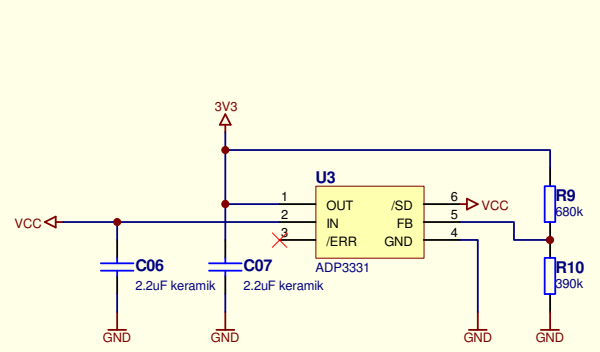 3V3
U3
1 OUT /SD 6 VCC
R9
680k
VCC
2 IN FB 5
3 /ERR GND 4
C06
2.2uF keramik
C07
2.2uF keramik
ADP3331
R10
390k
GND
GND
GND
GND